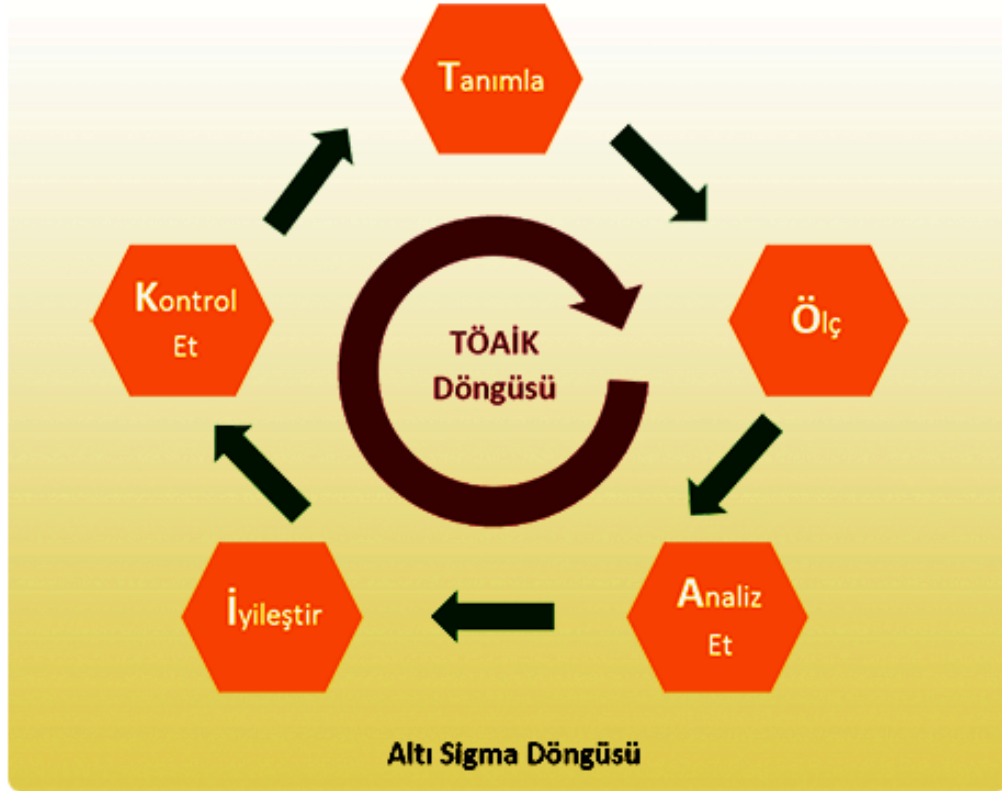 Tanımla
Ölç
Analiz
Et
İyileştir
Kontrol
Et
TÖAİK
Döngüsü
Altı Sigma Döngüsü